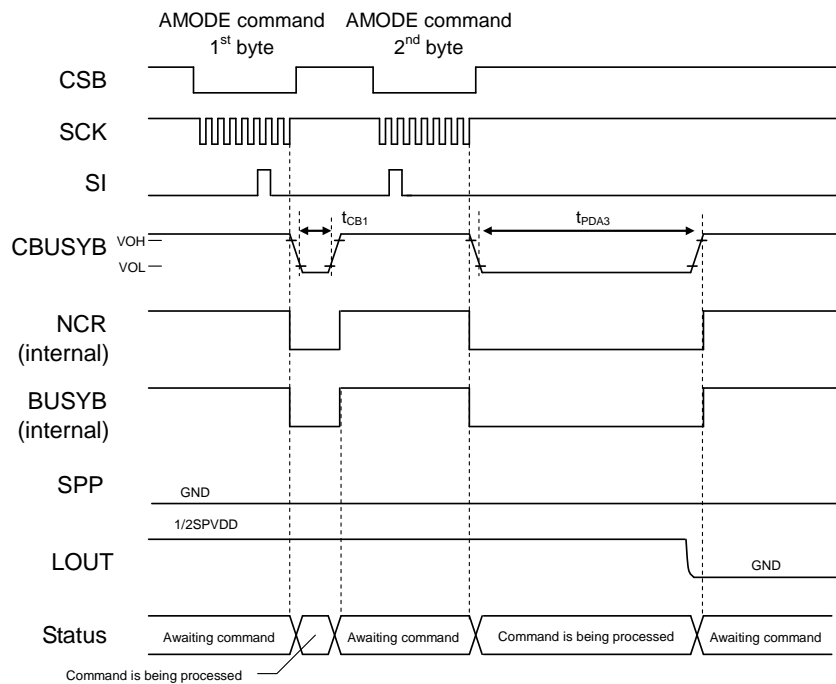 AMODE command
1st byte
AMODE command
2nd byte
CSB
SCK
SI
tCB1
tPDA3
CBUSYB
VOH
VOL
NCR
(internal)
BUSYB
(internal)
SPP
GND
1/2SPVDD
LOUT
GND
Status
Awaiting command
Awaiting command
Command is being processed
Awaiting command
Command is being processed